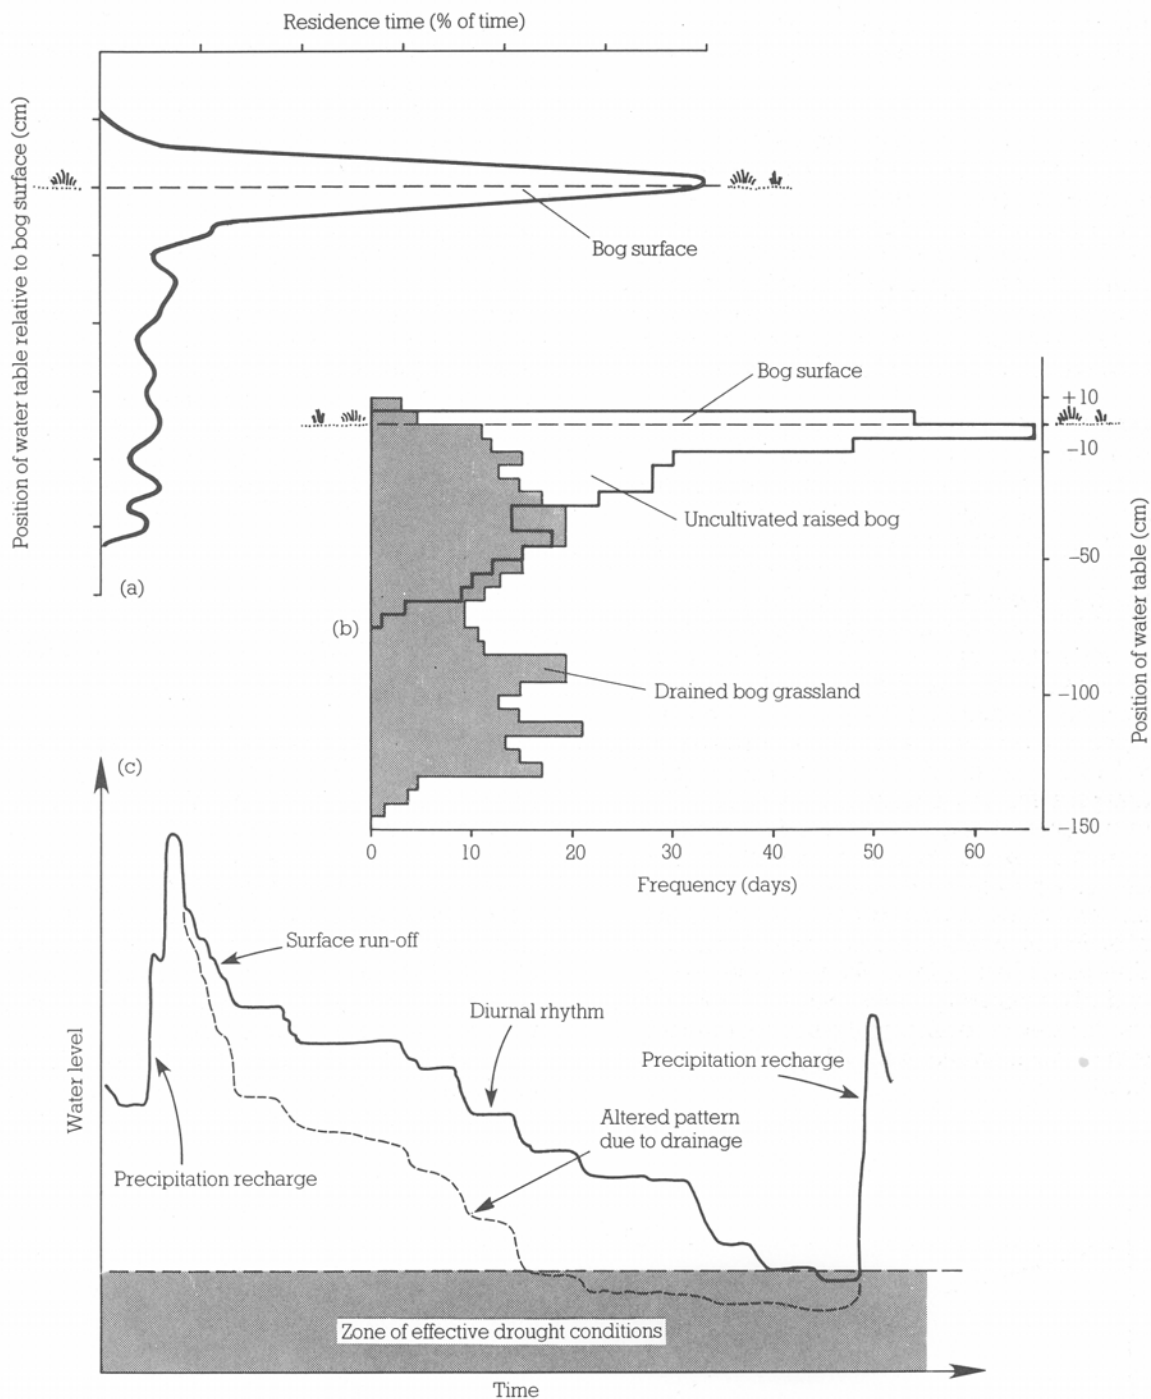 Residence time (% of time)
Position of water table relative to bog surface (cm)
Bog surface
(a)
Bog surface
+10
−10
Uncultivated raised bog
−50
(b)
Drained bog grassland
−100
Position of water table (cm)
−150
0 10 20 30 40 50 60
Frequency (days)
(c)
Surface run-off
Diurnal rhythm
Precipitation recharge
Water level
Altered pattern
due to drainage
Precipitation recharge
Zone of effective drought conditions
Time